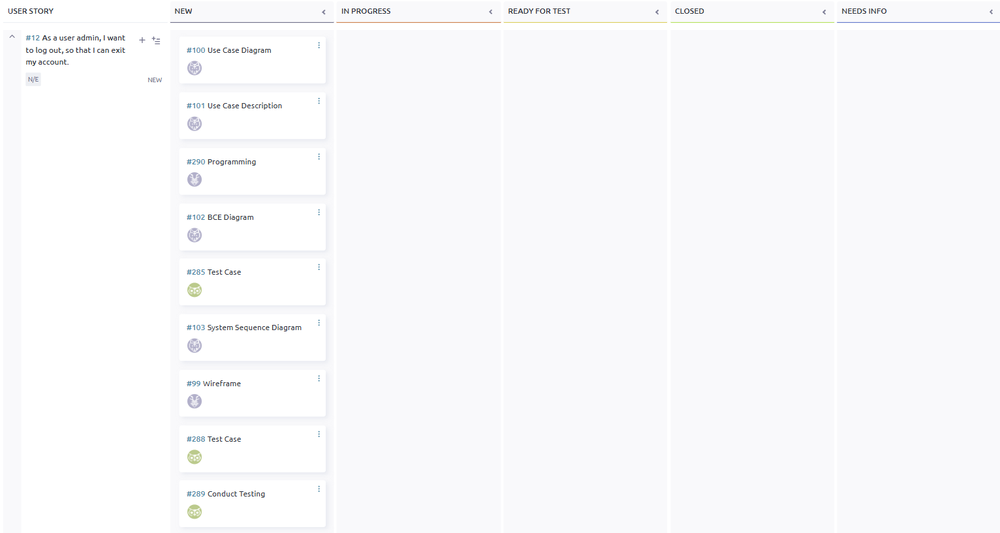 USER STORY
NEW
IN PROGRESS
READY FOR TEST
CLOSED
NEEDS INFO
#12 As a user admin, I want
to log out, so that I can exit
my account.
N/E
NEW
#100 Use Case Diagram
#101 Use Case Description
#290 Programming
#102 BCE Diagram
#285 Test Case
#103 System Sequence Diagram
#99 Wireframe
#288 Test Case
#289 Conduct Testing